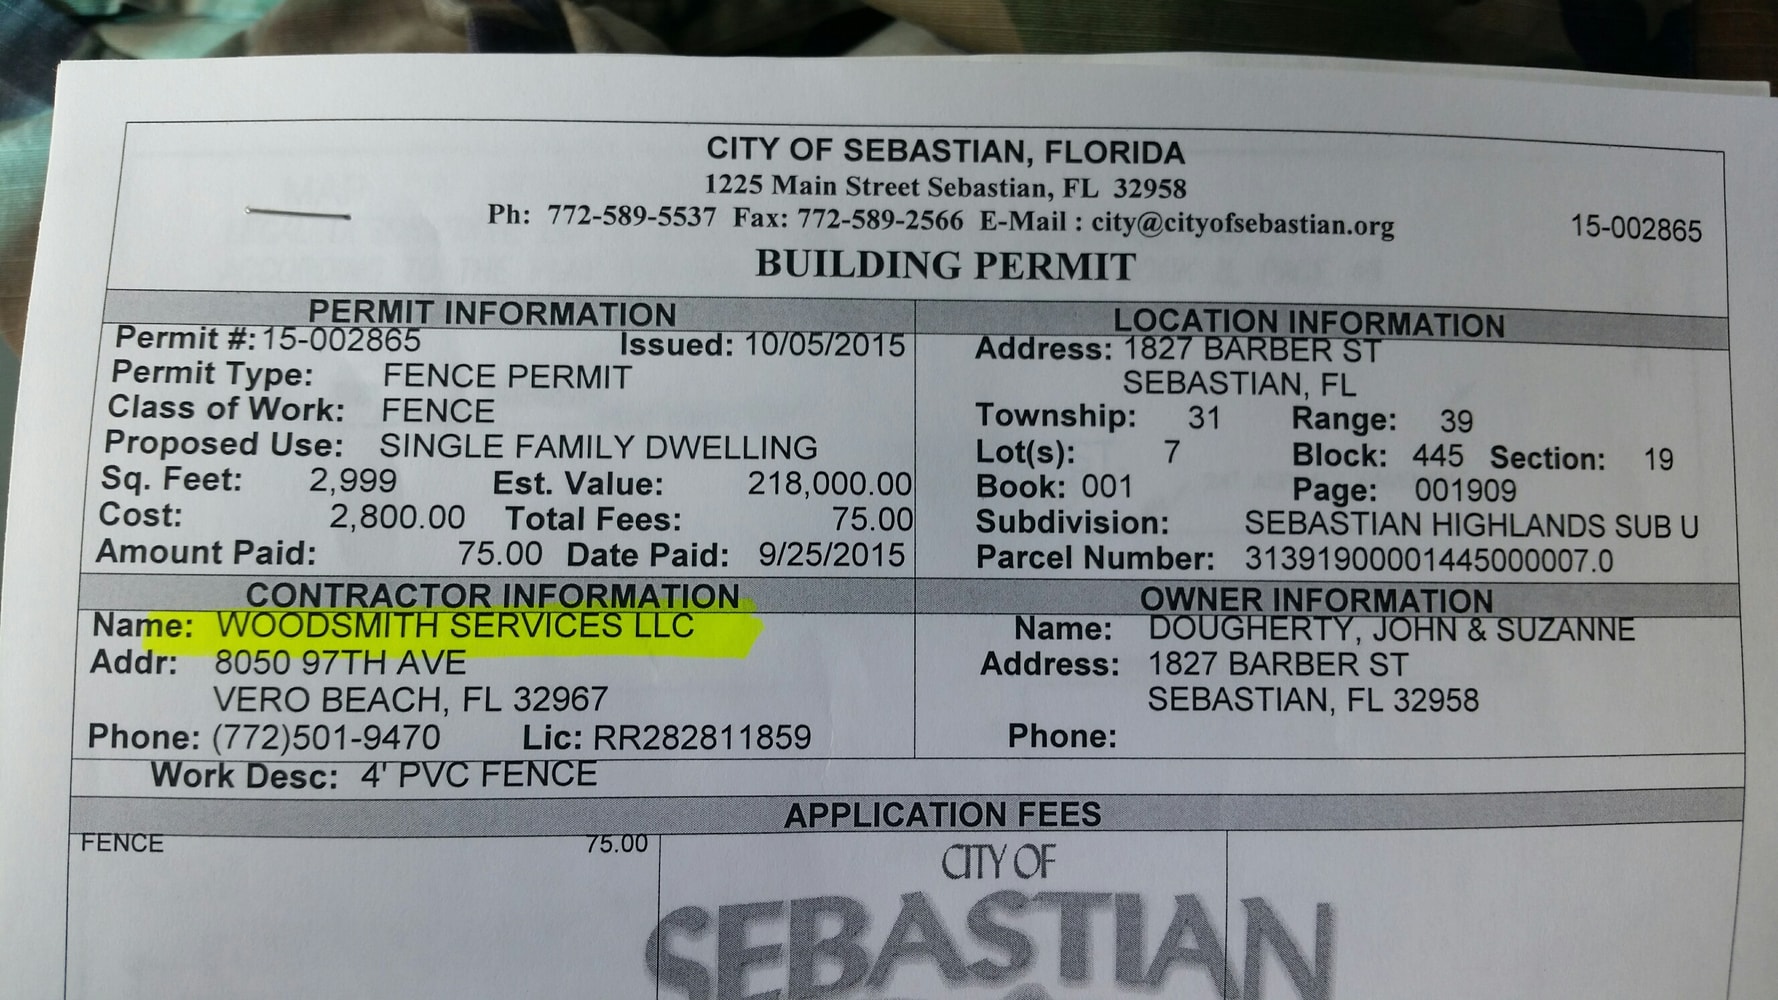 CITY OF SEBASTIAN, FLORIDA
1225 Main Street Sebastian, FL 32958
Ph: 772-589-5537 Fax: 772-589-2566 E-Mail : city@cityofsebastian.org
15-002865
BUILDING PERMIT
PERMIT INFORMATION
Permit #: 15-002865 Issued: 10/05/2015
Permit Type: FENCE PERMIT
Class of Work: FENCE
Proposed Use: SINGLE FAMILY DWELLING
Sq. Feet: 2,999 Est. Value: 218,000.00
Cost: 2,800.00 Total Fees: 75.00
Amount Paid: 75.00 Date Paid: 9/25/2015
LOCATION INFORMATION
Address: 1827 BARBER ST
SEBASTIAN, FL
Township: 31 Range: 39
Lot(s): 7 Block: 445 Section: 19
Book: 001 Page: 001909
Subdivision: SEBASTIAN HIGHLANDS SUB U
Parcel Number: 31391900001445000007.0
CONTRACTOR INFORMATION
Name: WOODSMITH SERVICES LLC
Addr: 8050 97TH AVE
VERO BEACH, FL 32967
Phone: (772)501-9470 Lic: RR282811859
OWNER INFORMATION
Name: DOUGHERTY, JOHN & SUZANNE
Address: 1827 BARBER ST
SEBASTIAN, FL 32958
Phone:
Work Desc: 4' PVC FENCE
APPLICATION FEES
FENCE 75.00
CITY OF
SEBASTIAN